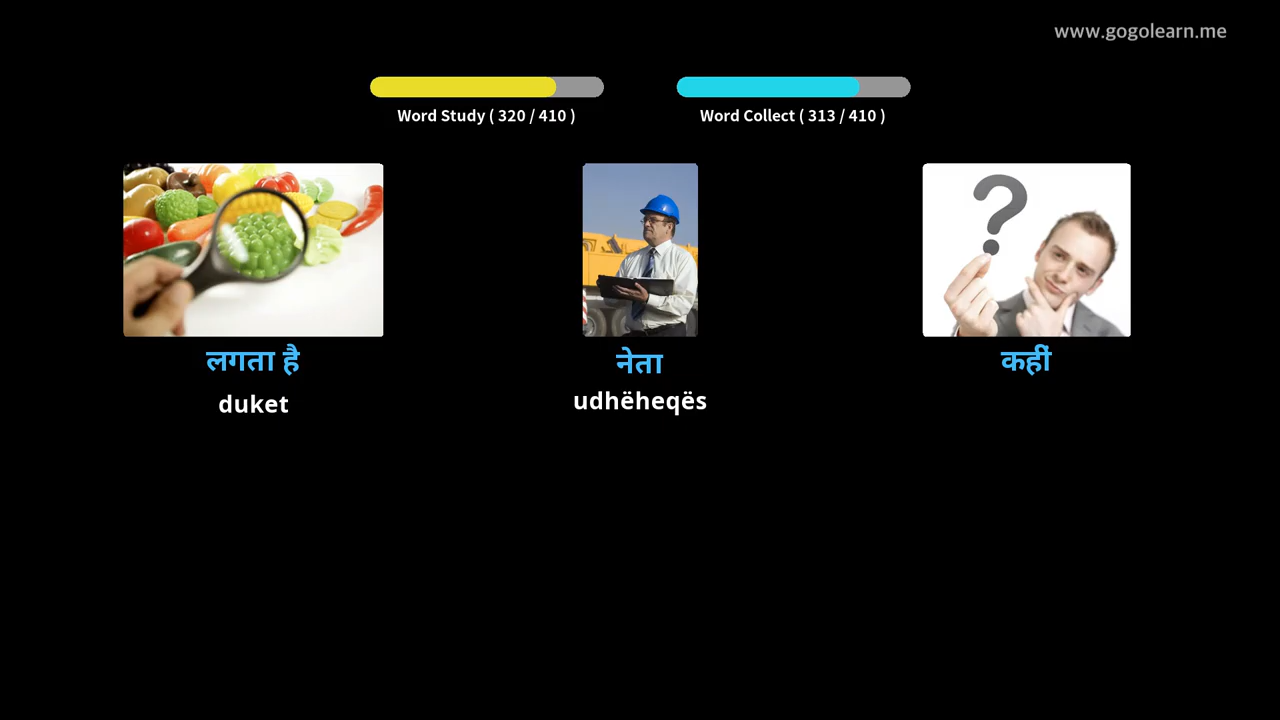 www.gogolearn.me
Word Study ( 320 / 410 )
Word Collect ( 313 / 410 )
लगता है
नेता
कहीं
duket
udhëheqës